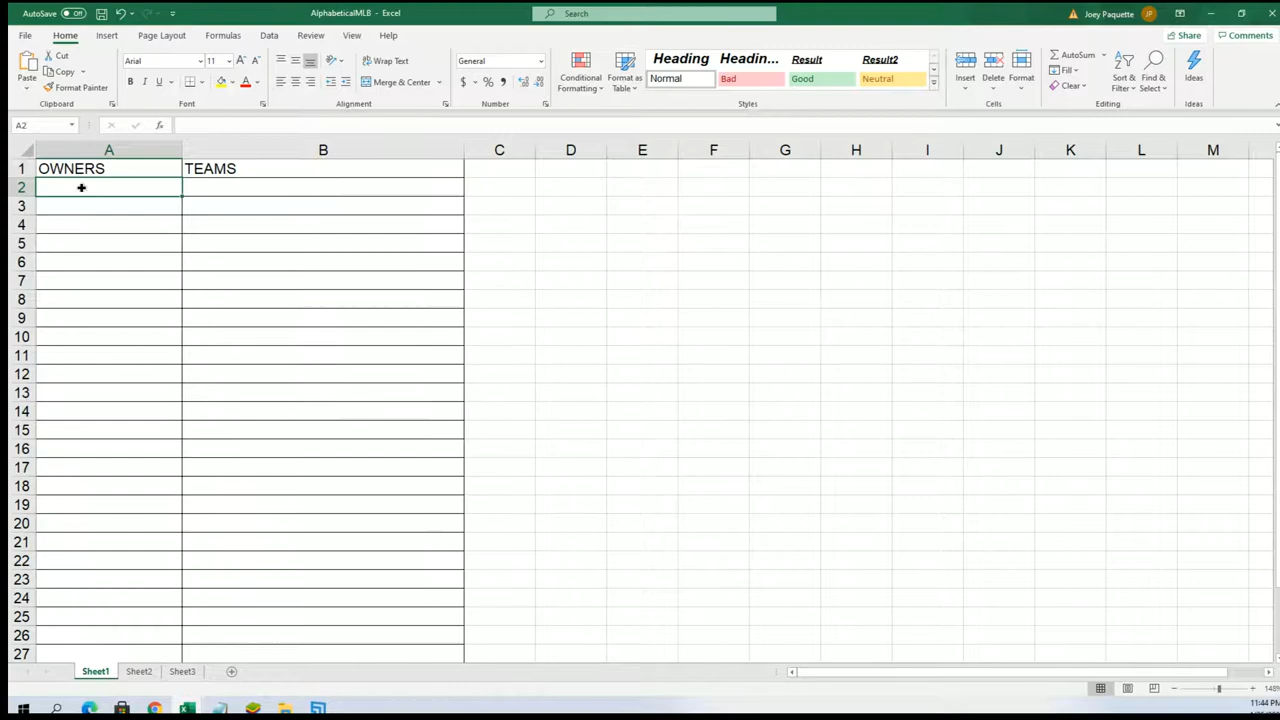 AutoSave Off
AlphabeticalMLB - Excel
Search
Joey Paquette JP
File Home Insert Page Layout Formulas Data Review View Help
Share Comments
Paste
Cut
Copy
Format Painter
Clipboard
Arial 11
B I U
Font
Wrap Text
Merge & Center
Alignment
General
$ % ,
Number
Conditional Formatting
Format as Table
Heading Headin... Result Result2
Normal Bad Good Neutral
Styles
Insert Delete Format
Cells
AutoSum
Fill
Clear
Sort & Filter
Find & Select
Editing
Ideas
Ideas
A2 fx
A B C D E F G H I J K L M
1 OWNERS TEAMS
2
3
4
5
6
7
8
9
10
11
12
13
14
15
16
17
18
19
20
21
22
23
24
25
26
27
Sheet1 Sheet2 Sheet3
11:44 PM